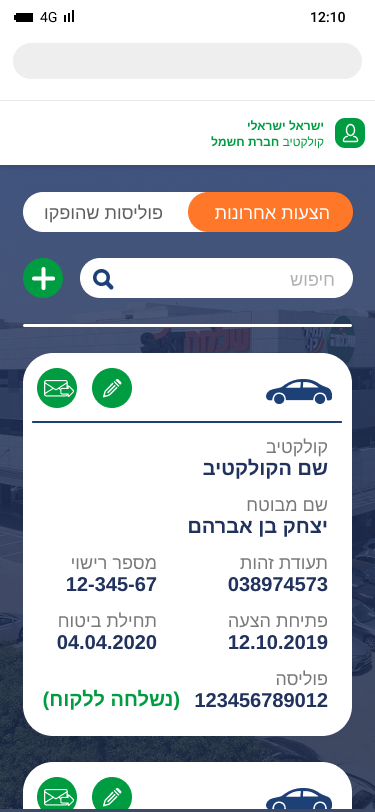 4G
12:10
ישראל ישראלי
קולקטיב חברת חשמל
הצעות אחרונות
פוליסות שהופקו
חיפוש
קולקטיב
שם הקולקטיב
שם מבוטח
יצחק בן אברהם
תעודת זהות
מספר רישוי
038974573
12-345-67
פתיחת הצעה
תחילת ביטוח
12.10.2019
04.04.2020
פוליסה
123456789012
(נשלחה ללקוח)